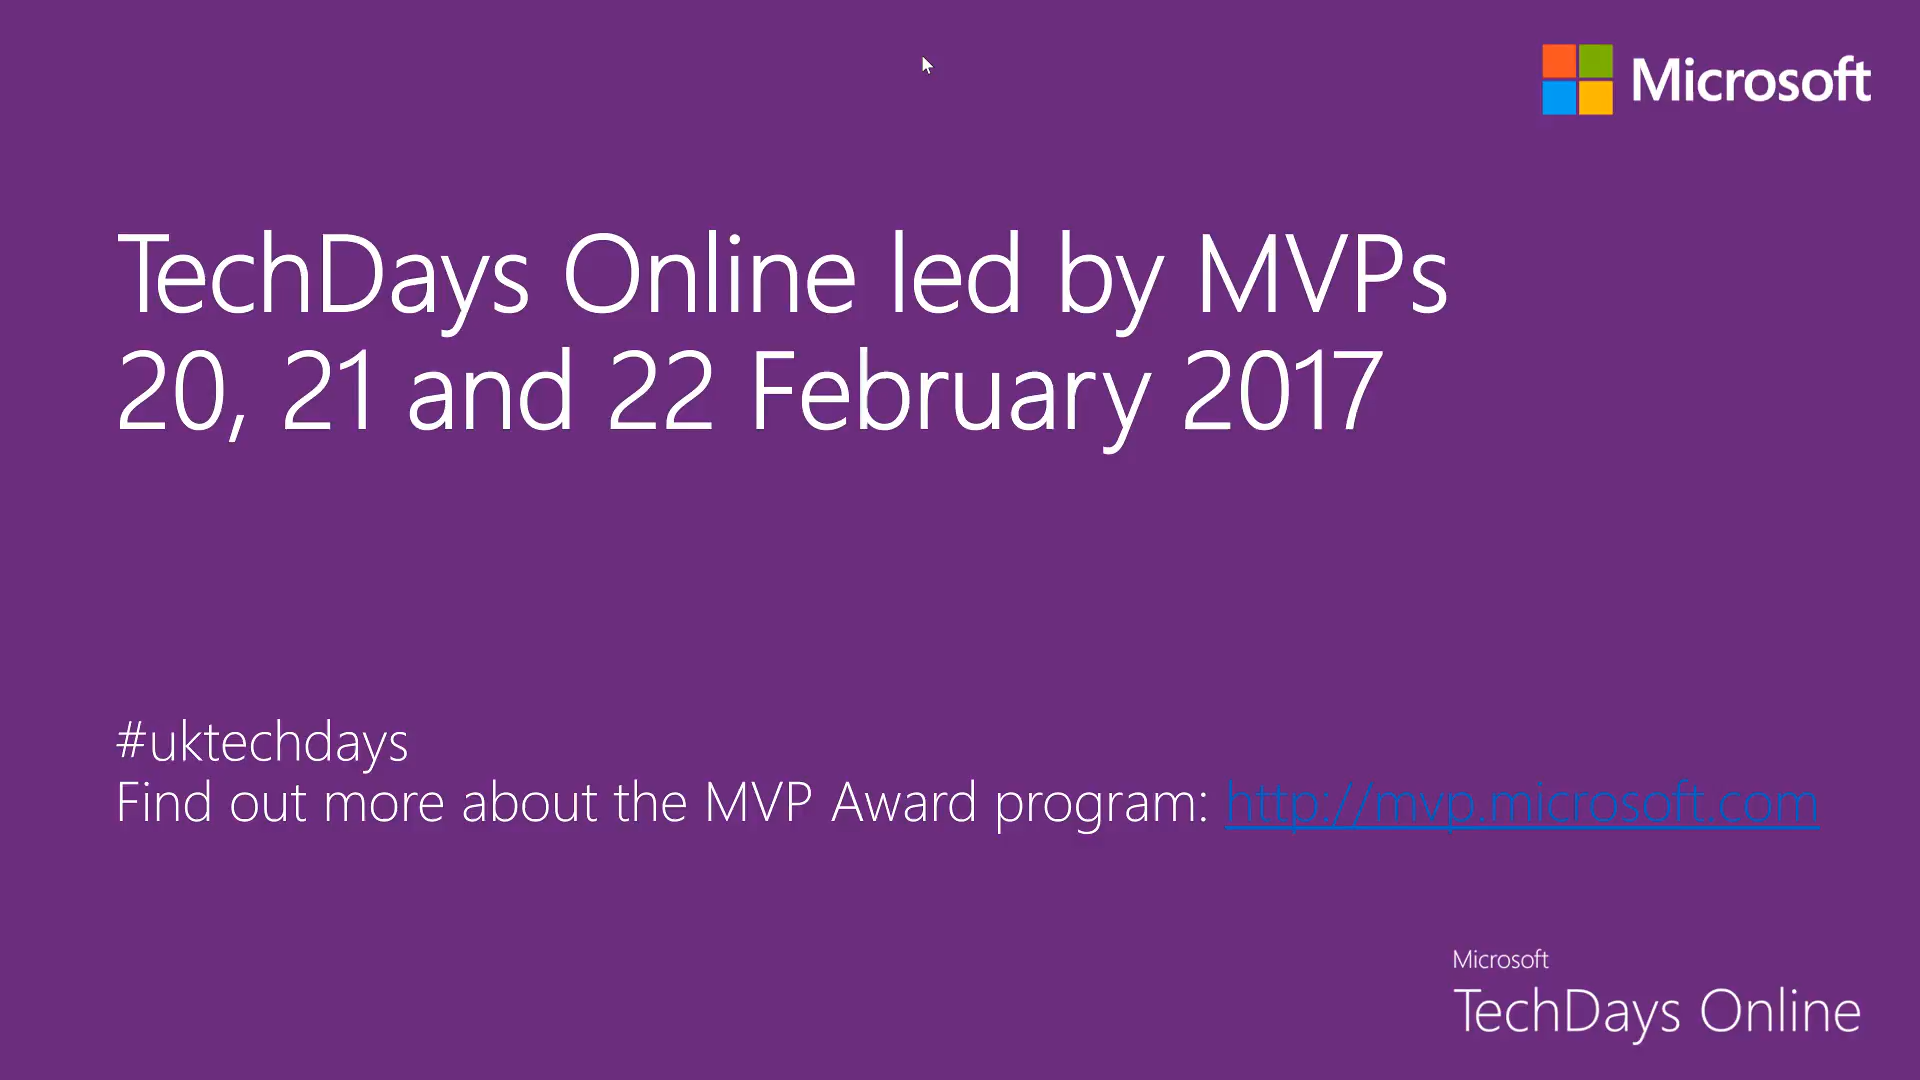 Microsoft
TechDays Online led by MVPs
20, 21 and 22 February 2017
#uktechdays
Find out more about the MVP Award program: http://mvp.microsoft.com
Microsoft
TechDays Online